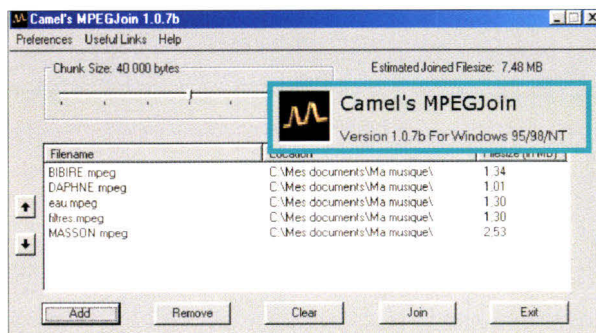 Camel's MPEGJoin 1.0.7b
Preferences Useful Links Help
Chunk Size: 40 000 bytes
Estimated Joined Filesize: 7,48 MB
Camel's MPEGJoin
Version 1.0.7b For Windows 95/98/NT
Filename Location Filesize (in MB)
BIBIRE.mpeg C:\Mes documents\Ma musique\ 1.34
DAPHNE.mpeg C:\Mes documents\Ma musique\ 1.01
eau.mpeg C:\Mes documents\Ma musique\ 1.30
filtres.mpeg C:\Mes documents\Ma musique\ 1.30
MASSON.mpeg C:\Mes documents\Ma musique\ 2.53
Add Remove Clear Join Exit